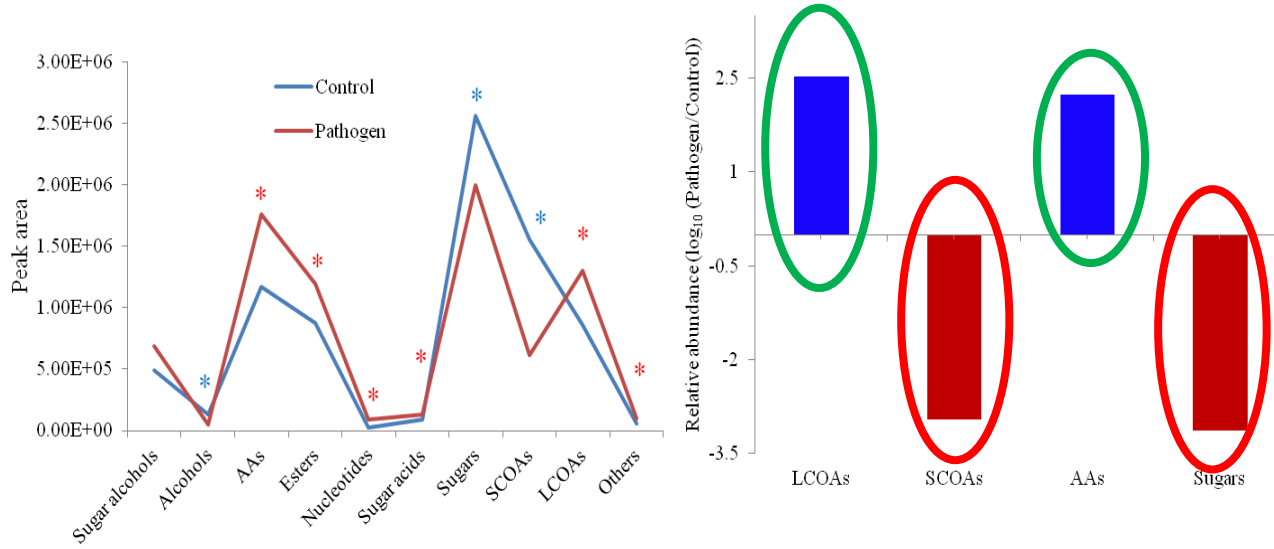 3.00E+06
2.50E+06
2.00E+06
1.50E+06
1.00E+06
5.00E+05
0.00E+00
Peak area
Control
Pathogen
*
*
*
*
*
*
*
*
*
*
Sugar alcohols
Alcohols
AAs
Esters
Nucleotides
Sugar acids
Sugars
SCOAs
LCOAs
Others
Relative abundance (log10 (Pathogen/Control))
2.5
1
-0.5
-2
-3.5
LCOAs
SCOAs
AAs
Sugars